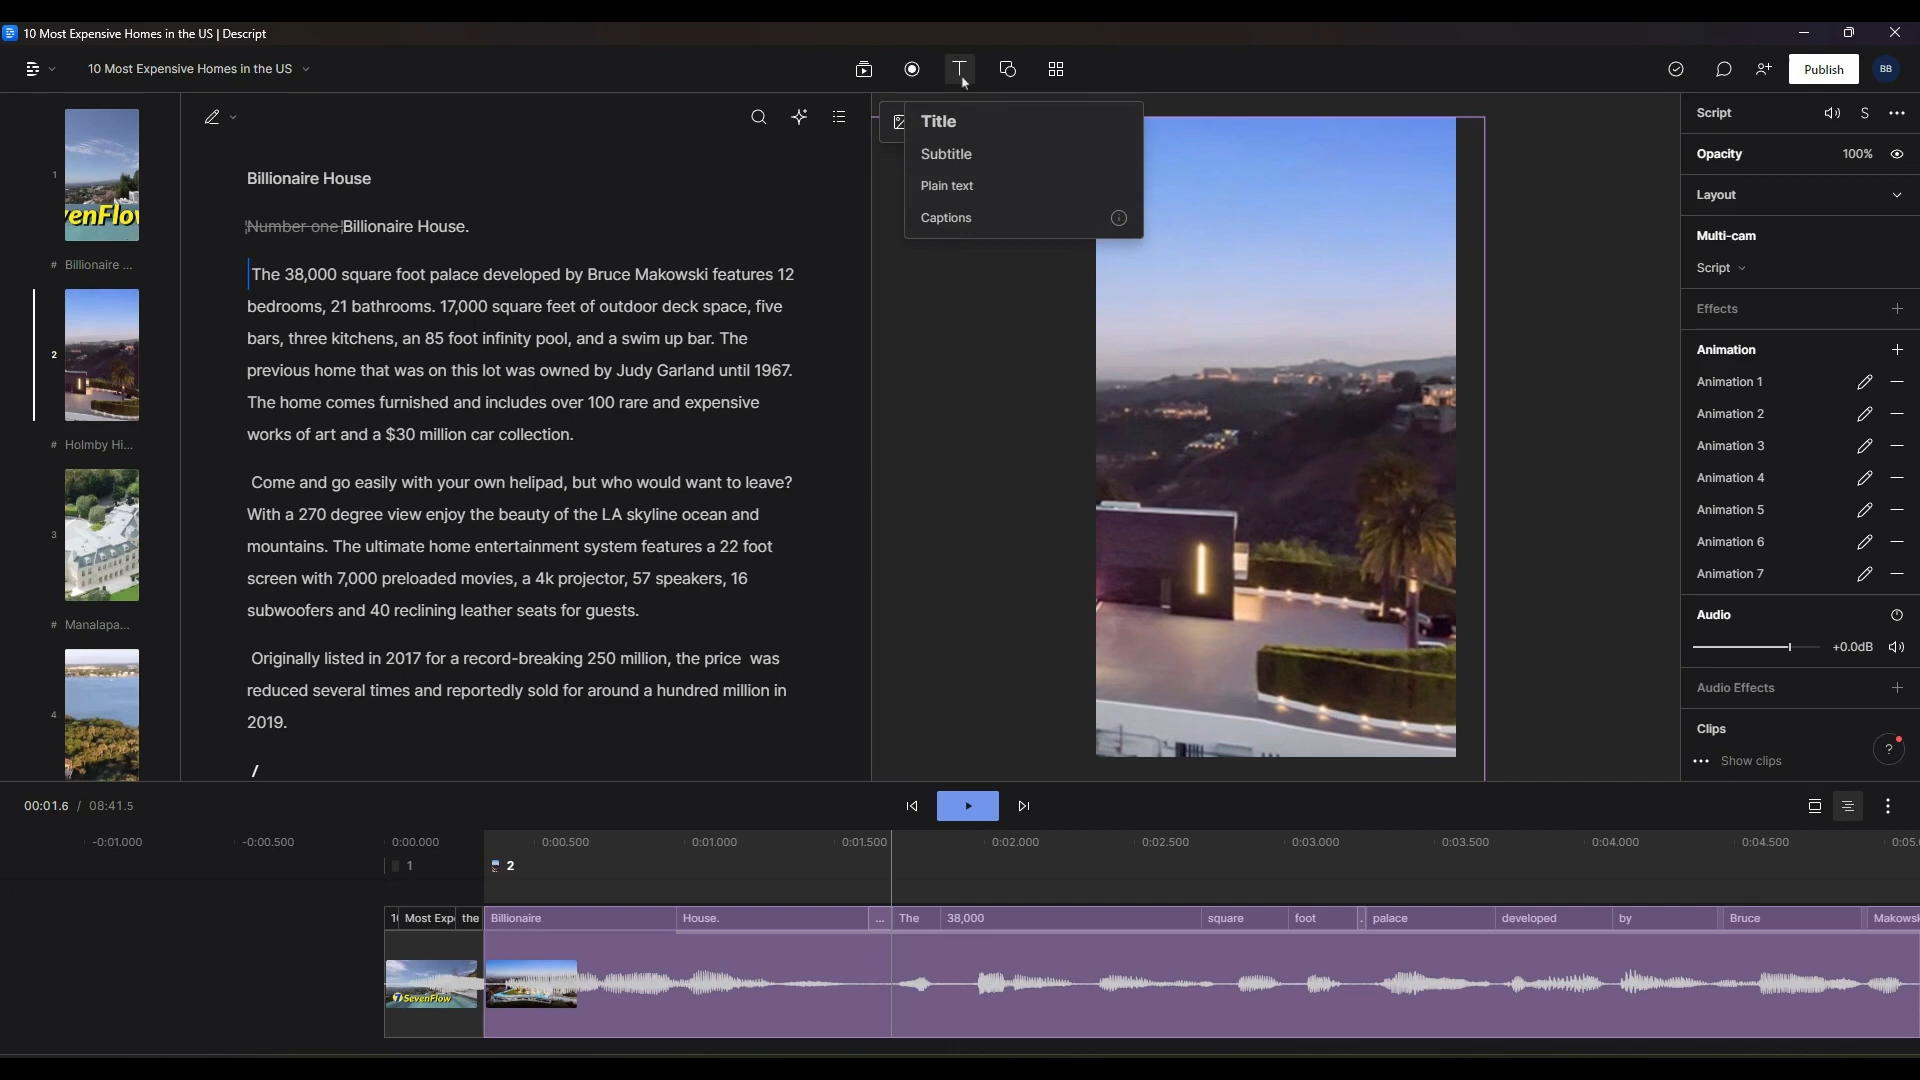 10 Most Expensive Homes in the US | Descript
10 Most Expensive Homes in the US
Publish
BB
Title
Subtitle
Plain text
Captions
1
enFlo
# Billionaire ...
2
# Holmby Hi...
3
# Manalapa...
4
Billionaire House
Number one Billionaire House.
The 38,000 square foot palace developed by Bruce Makowski features 12
bedrooms, 21 bathrooms. 17,000 square feet of outdoor deck space, five
bars, three kitchens, an 85 foot infinity pool, and a swim up bar. The
previous home that was on this lot was owned by Judy Garland until 1967.
The home comes furnished and includes over 100 rare and expensive
works of art and a $30 million car collection.
Come and go easily with your own helipad, but who would want to leave?
With a 270 degree view enjoy the beauty of the LA skyline ocean and
mountains. The ultimate home entertainment system features a 22 foot
screen with 7,000 preloaded movies, a 4k projector, 57 speakers, 16
subwoofers and 40 reclining leather seats for guests.
Originally listed in 2017 for a record-breaking 250 million, the price was
reduced several times and reportedly sold for around a hundred million in
2019.
/
Script S ...
Opacity 100%
Layout
Multi-cam
Script
Effects +
Animation +
Animation 1
Animation 2
Animation 3
Animation 4
Animation 5
Animation 6
Animation 7
Audio
+0.0dB
Audio Effects +
Clips
... Show clips
?
00:01.6 / 08:41.5
-0:01.000 -0:00.500 0:00.000 0:00.500 0:01.000 0:01.500 0:02.000 0:02.500 0:03.000 0:03.500 0:04.000 0:04.500 0:05.
1 2
1 Most Exp the Billionaire House. ... The 38,000 square foot . palace developed by Bruce Makows
7 SevenFlow